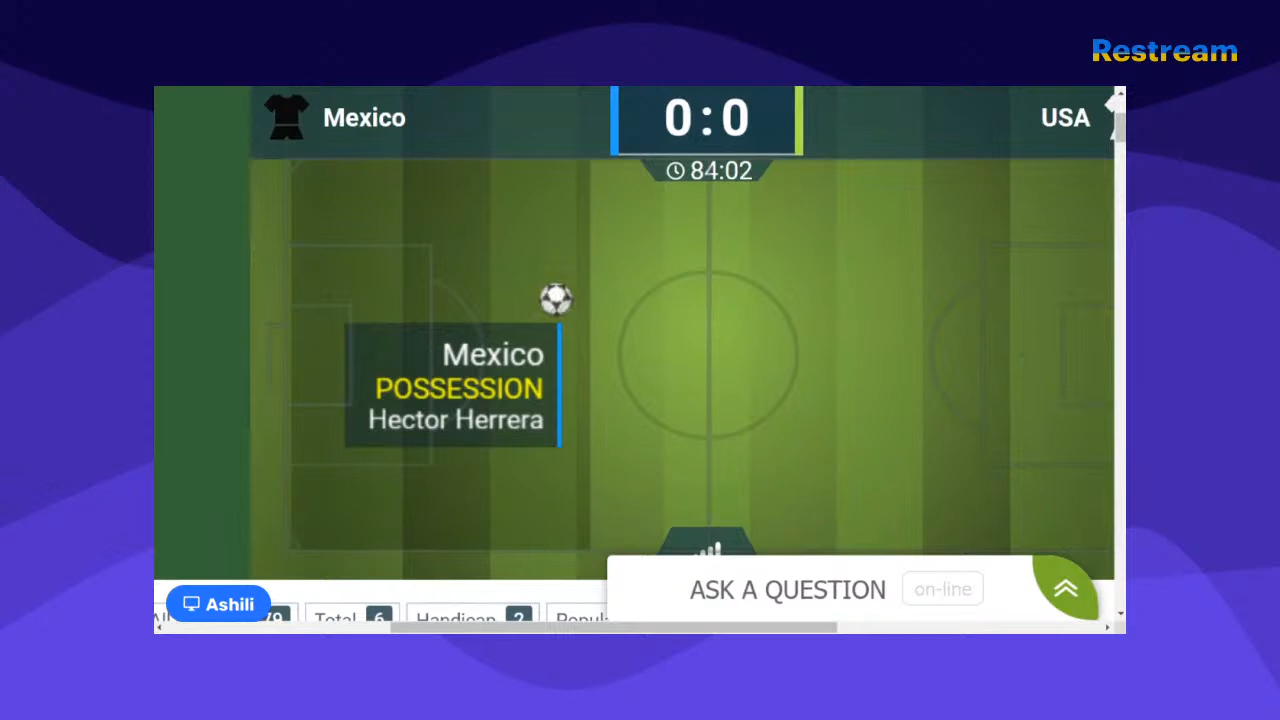 Restream
Mexico
0:0
USA
84:02
Mexico
POSSESSION
Hector Herrera
ASK A QUESTION
on-line
Ashili
Total 6
Handicap 2